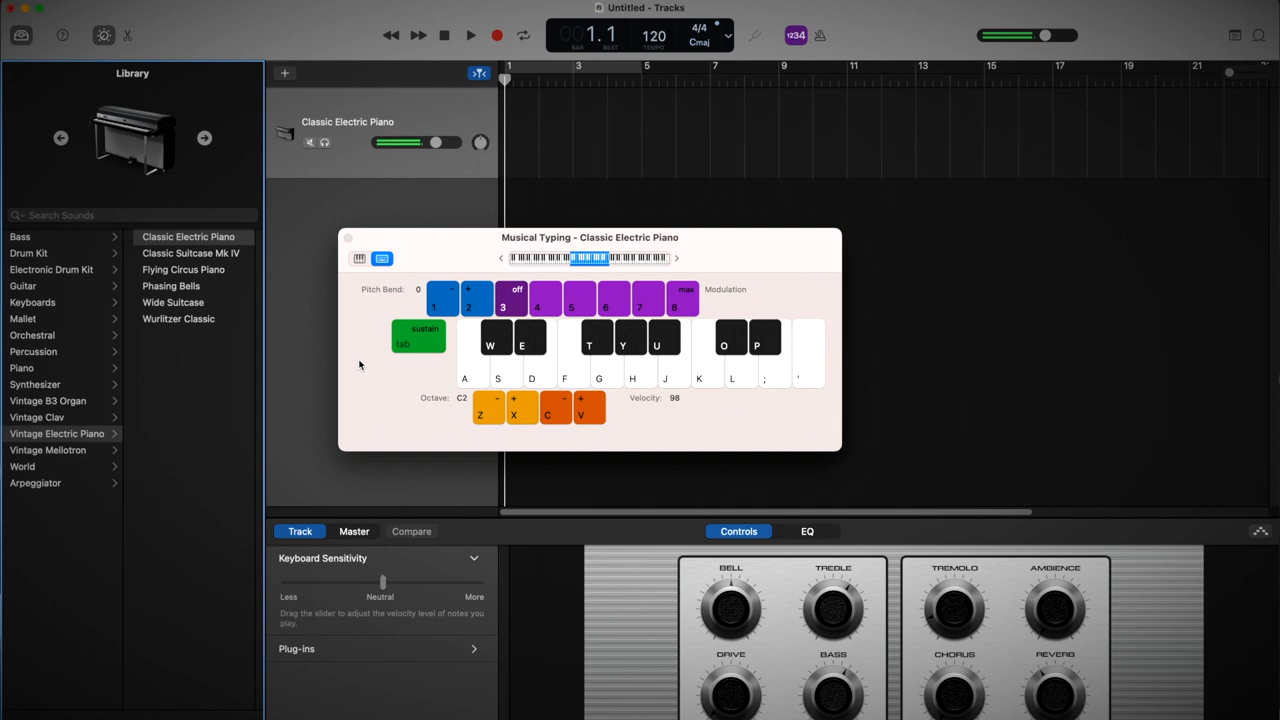 Untitled - Tracks
001.1
BAR
BEAT
120
TEMPO
4/4
Cmaj
1234
Library
1
3
5
7
9
11
13
15
17
19
21
Classic Electric Piano
Search Sounds
Bass
Drum Kit
Electronic Drum Kit
Guitar
Keyboards
Mallet
Orchestral
Percussion
Piano
Synthesizer
Vintage B3 Organ
Vintage Clav
Vintage Electric Piano
Vintage Mellotron
World
Arpeggiator
Classic Electric Piano
Classic Suitcase Mk IV
Flying Circus Piano
Phasing Bells
Wide Suitcase
Wurlitzer Classic
Musical Typing - Classic Electric Piano
Pitch Bend: 0
- 1
+ 2
off 3
4
5
6
7
max 8
Modulation
sustain
tab
W E T Y U O P
A S D F G H J K L ; '
Octave: C2
Z -
+ X
C -
+ V
Velocity: 98
Track
Master
Compare
Controls
EQ
Keyboard Sensitivity
Less
Neutral
More
Drag the slider to adjust the velocity level of notes you
play.
Plug-ins
BELL
TREBLE
TREMOLO
AMBIENCE
DRIVE
BASS
CHORUS
REVERB